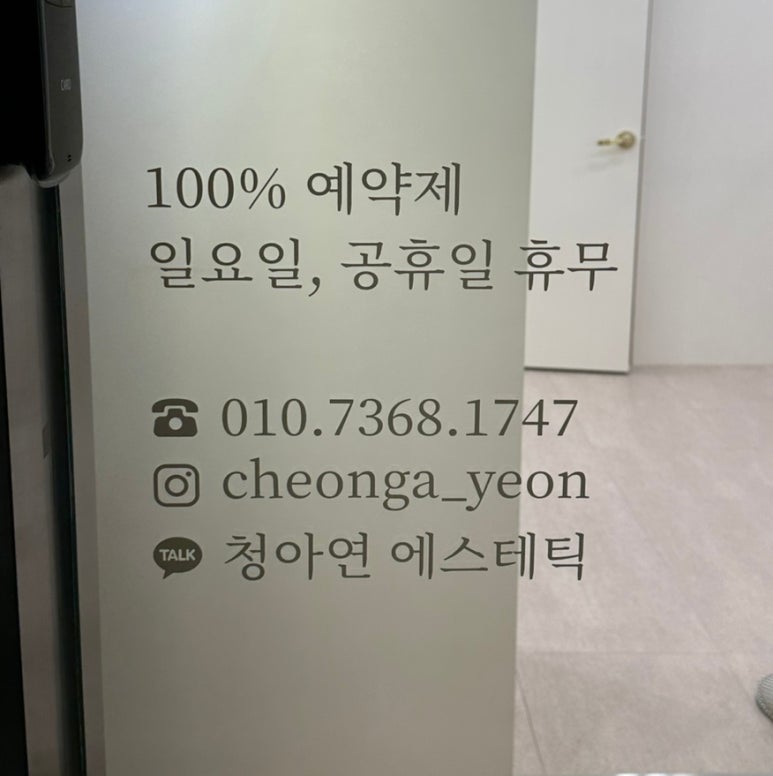 100% 예약제
일요일, 공휴일 휴무
010.7368.1747
cheonga_yeon
TALK 청아연 에스테틱